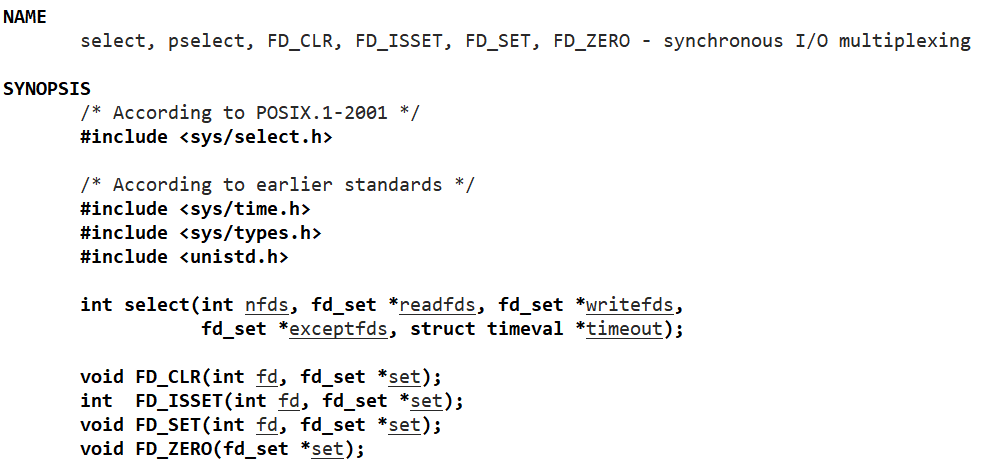 NAME
select, pselect, FD_CLR, FD_ISSET, FD_SET, FD_ZERO - synchronous I/O multiplexing
SYNOPSIS
/* According to POSIX.1-2001 */
#include <sys/select.h>
/* According to earlier standards */
#include <sys/time.h>
#include <sys/types.h>
#include <unistd.h>
int select(int nfds, fd_set *readfds, fd_set *writefds,
fd_set *exceptfds, struct timeval *timeout);
void FD_CLR(int fd, fd_set *set);
int  FD_ISSET(int fd, fd_set *set);
void FD_SET(int fd, fd_set *set);
void FD_ZERO(fd_set *set);